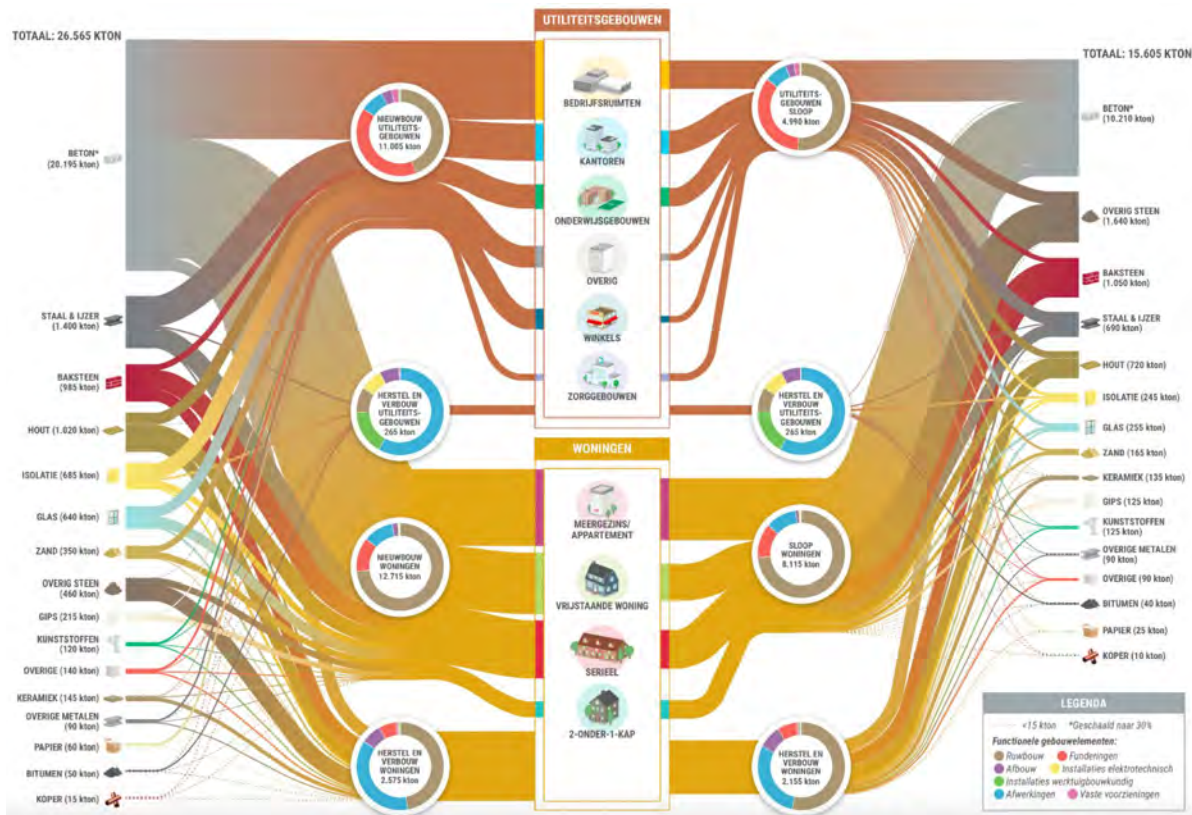 UTILITEITSGEBOUWEN
TOTAAL: 26.565 KTON
TOTAAL: 15.605 KTON
BETON*
(20.195 kton)
STAAL & IJZER
(1.400 kton)
BAKSTEEN
(985 kton)
HOUT (1.020 kton)
ISOLATIE (685 kton)
GLAS (640 kton)
ZAND (350 kton)
OVERIG STEEN
(460 kton)
GIPS (215 kton)
KUNSTSTOFFEN
(120 kton)
OVERIGE (140 kton)
KERAMIEK (145 kton)
OVERIGE METALEN
(90 kton)
PAPIER (60 kton)
BITUMEN (50 kton)
KOPER (15 kton)
NIEUWBOUW
UTILITEITS-
GEBOUWEN
11.005 kton
HERSTEL EN
VERBOUW
UTILITEITS-
GEBOUWEN
265 kton
NIEUWBOUW
WONINGEN
12.715 kton
HERSTEL EN
VERBOUW
WONINGEN
2.575 kton
BEDRIJFSRUIMTEN
KANTOREN
ONDERWIJSGEBOUWEN
OVERIG
WINKELS
ZORGGEBOUWEN
WONINGEN
MEERGEZINS/
APPARTEMENT
VRIJSTAANDE WONING
SERIEEL
2-ONDER-1-KAP
UTILITEITS-
GEBOUWEN
SLOOP
4.990 kton
HERSTEL EN
VERBOUW
UTILITEITS-
GEBOUWEN
265 kton
SLOOP
WONINGEN
8.115 kton
HERSTEL EN
VERBOUW
WONINGEN
2.155 kton
BETON*
(10.210 kton)
OVERIG STEEN
(1.640 kton)
BAKSTEEN
(1.050 kton)
STAAL & IJZER
(690 kton)
HOUT (720 kton)
ISOLATIE (245 kton)
GLAS (255 kton)
ZAND (165 kton)
KERAMIEK (135 kton)
GIPS (125 kton)
KUNSTSTOFFEN
(125 kton)
OVERIGE METALEN
(90 kton)
OVERIGE (90 kton)
BITUMEN (40 kton)
PAPIER (25 kton)
KOPER (10 kton)
LEGENDA
<15 kton *Geschaald naar 30%
Functionele gebouwelementen:
Ruwbouw Funderingen
Afbouw Installaties elektrotechnisch
Installaties werktuigbouwkundig
Afwerkingen Vaste voorzieningen